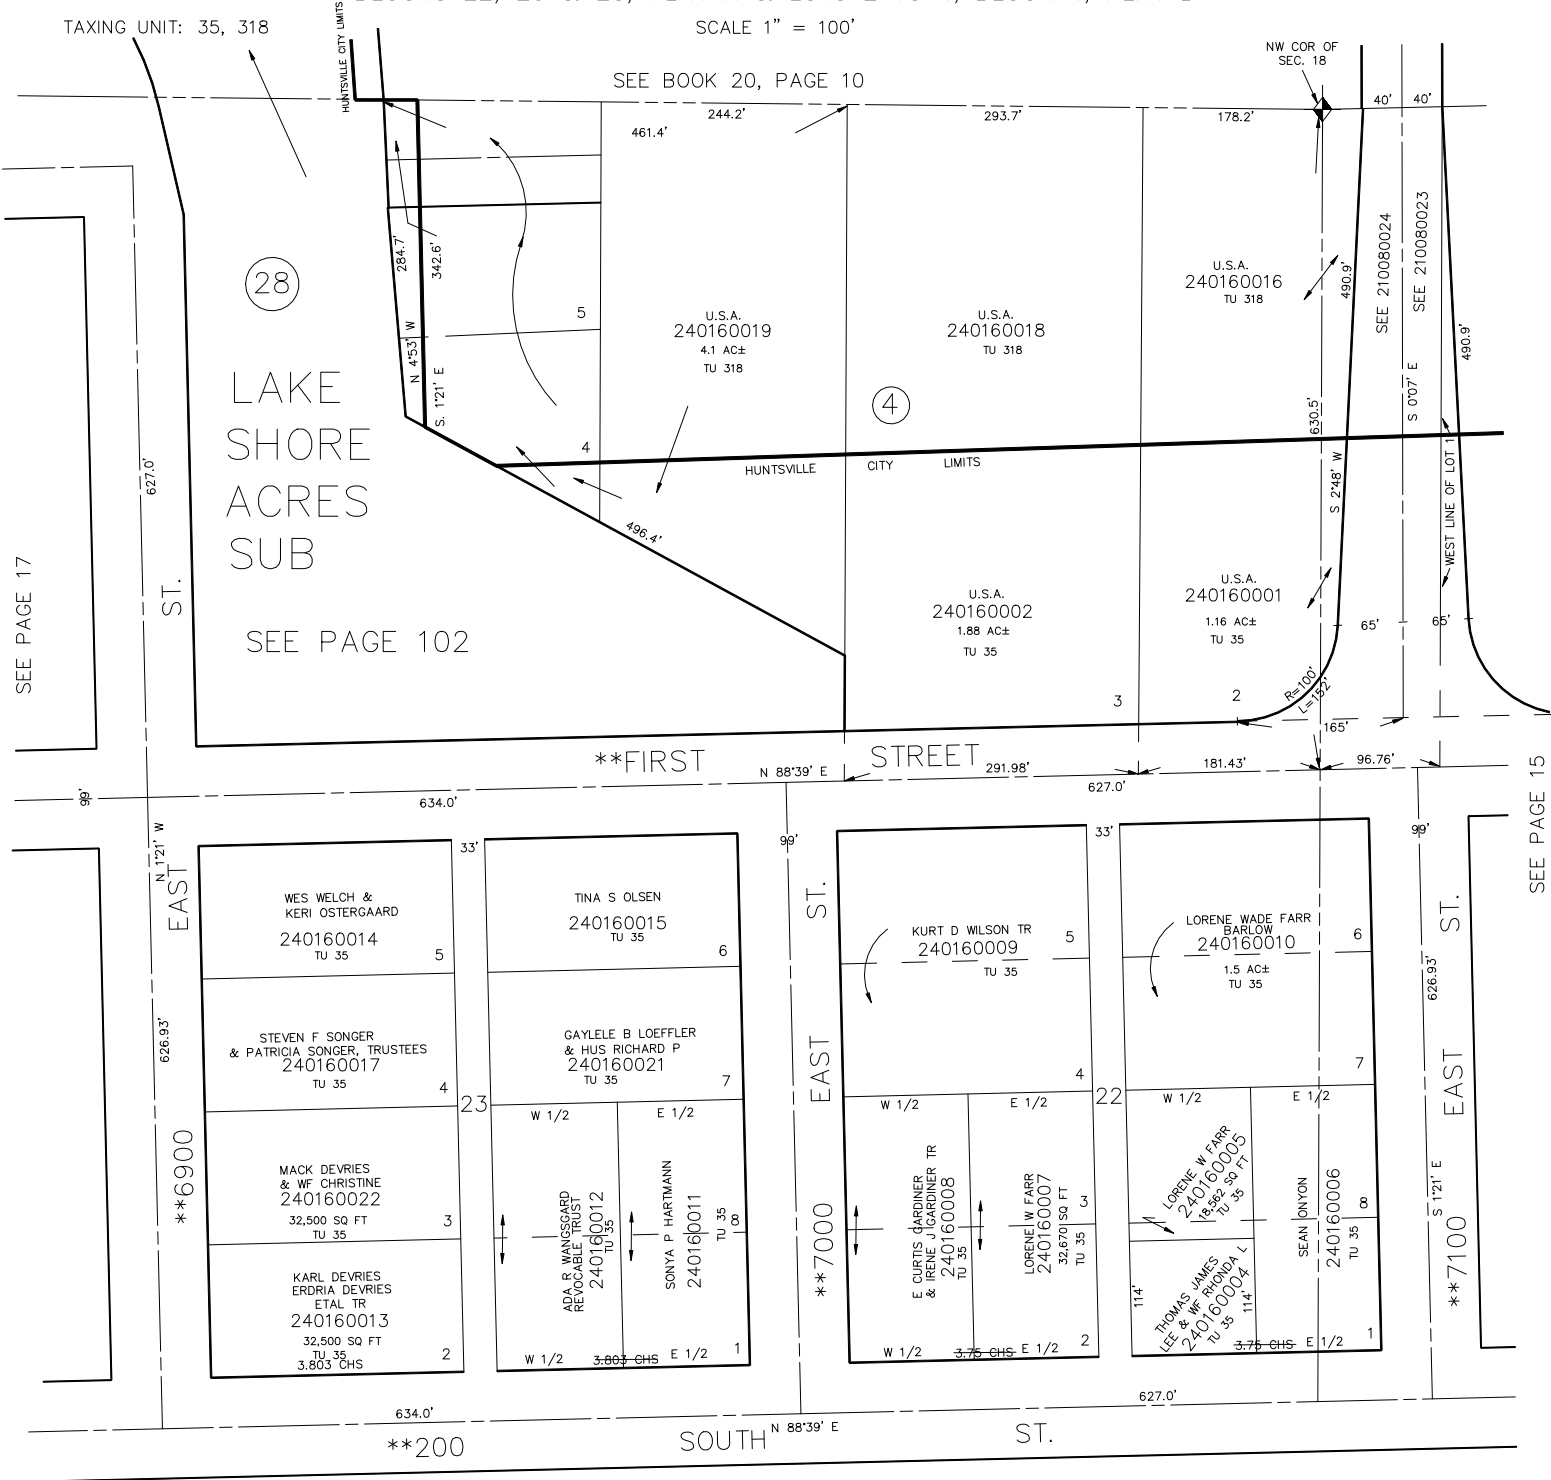 TAXING UNIT: 35, 318
SCALE 1" = 100'
SEE BOOK 20, PAGE 10
HUNTSVILLE CITY LIMITS
NW COR OF
SEC. 18
40'
40'
244.2'
293.7'
178.2'
461.4'
284.7'
342.6'
N 4°53' W
S. 1°21' E
28
LAKE
SHORE
ACRES
SUB
SEE PAGE 102
SEE PAGE 17
627.0'
ST.
5
4
U.S.A.
240160019
4.1 AC±
TU 318
U.S.A.
240160018
TU 318
U.S.A.
240160016
TU 318
4
490.9'
SEE 210080024
SEE 210080023
S 0°07' E
490.9'
630.5'
S 2°48' W
WEST LINE OF LOT 1
HUNTSVILLE CITY LIMITS
496.4'
U.S.A.
240160002
1.88 AC±
TU 35
3
U.S.A.
240160001
1.16 AC±
TU 35
2
65'
65'
R=100'
L=152'
165'
**FIRST STREET
N 88°39' E
291.98'
181.43'
96.76'
99'
634.0'
627.0'
SEE PAGE 15
N 1°21' W
EAST
626.93'
**6900
33'
99'
33'
99'
WES WELCH &
KERI OSTERGAARD
240160014
TU 35
5
TINA S OLSEN
240160015
TU 35
6
STEVEN F SONGER
& PATRICIA SONGER, TRUSTEES
240160017
TU 35
4
23
GAYLELE B LOEFFLER
& HUS RICHARD P
240160021
TU 35
7
MACK DEVRIES
& WF CHRISTINE
240160022
32,500 SQ FT
TU 35
3
KARL DEVRIES
ERDRIA DEVRIES
ETAL TR
240160013
32,500 SQ FT
TU 35
3.803 CHS
2
W 1/2
E 1/2
ADA R WANGSGARD
REVOCABLE TRUST
240160012
TU 35
SONYA P HARTMANN
240160011
TU 35
8
W 1/2
3.803 CHS
E 1/2
1
ST.
EAST
**7000
KURT D WILSON TR
240160009
TU 35
5
4
22
LORENE WADE FARR
BARLOW
240160010
1.5 AC±
TU 35
6
7
W 1/2
E 1/2
E CURTIS GARDINER
& IRENE J GARDINER TR
240160008
TU 35
LORENE W FARR
240160007
32,670 SQ FT
TU 35
3
W 1/2
3.75 CHS
E 1/2
2
W 1/2
E 1/2
LORENE W FARR
240160005
18,562 SQ FT
TU 35
THOMAS JAMES
LEE & WF RHONDA L
240160004
TU 35
114'
114'
SEAN ONYON
240160006
TU 35
8
3.75 CHS
E 1/2
1
ST.
626.93'
EAST
S 1°21' E
**7100
634.0'
N 88°39' E
627.0'
**200 SOUTH ST.